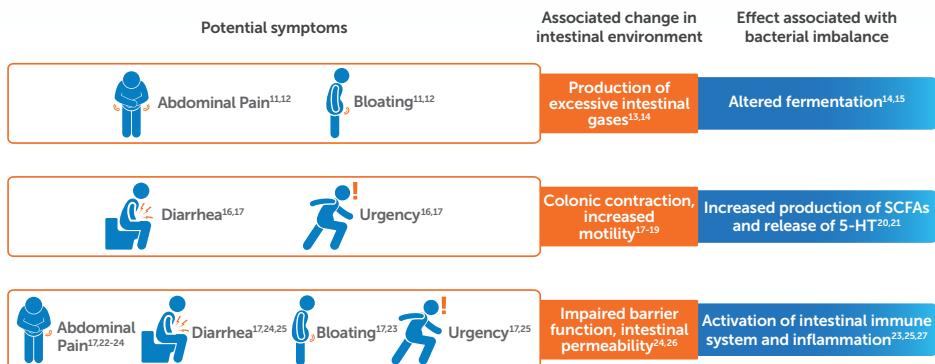 Potential symptoms
Associated change in
intestinal environment
Effect associated with
bacterial imbalance
Abdominal Pain11,12
Bloating11,12
Production of
excessive intestinal
gases13,14
Altered fermentation14,15
Diarrhea16,17
!
Urgency16,17
Colonic contraction,
increased
motility17-19
Increased production of SCFAs
and release of 5-HT20,21
Abdominal
Pain17,22-24
Diarrhea17,24,25
Bloating17,23
!
Urgency17,25
Impaired barrier
function, intestinal
permeability24,26
Activation of intestinal immune
system and inflammation23,25,27